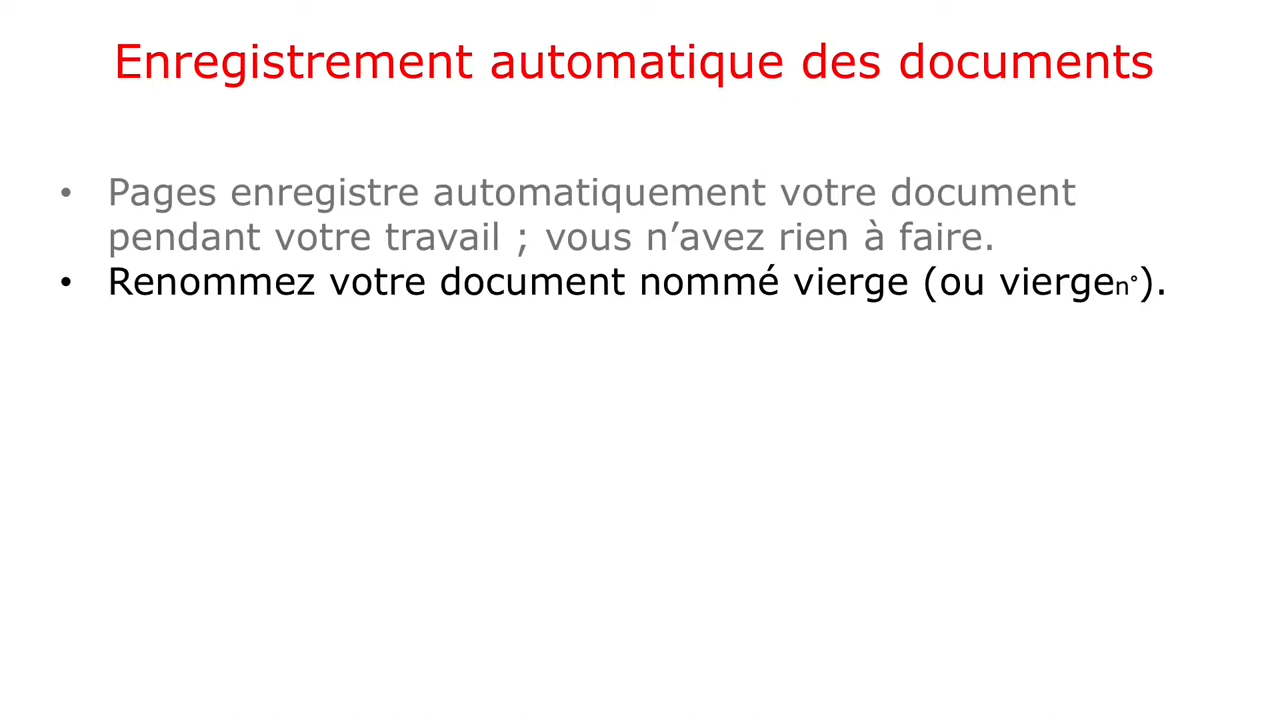 Enregistrement automatique des documents
• Pages enregistre automatiquement votre document
pendant votre travail ; vous n’avez rien à faire.
• Renommez votre document nommé vierge (ou viergen°).